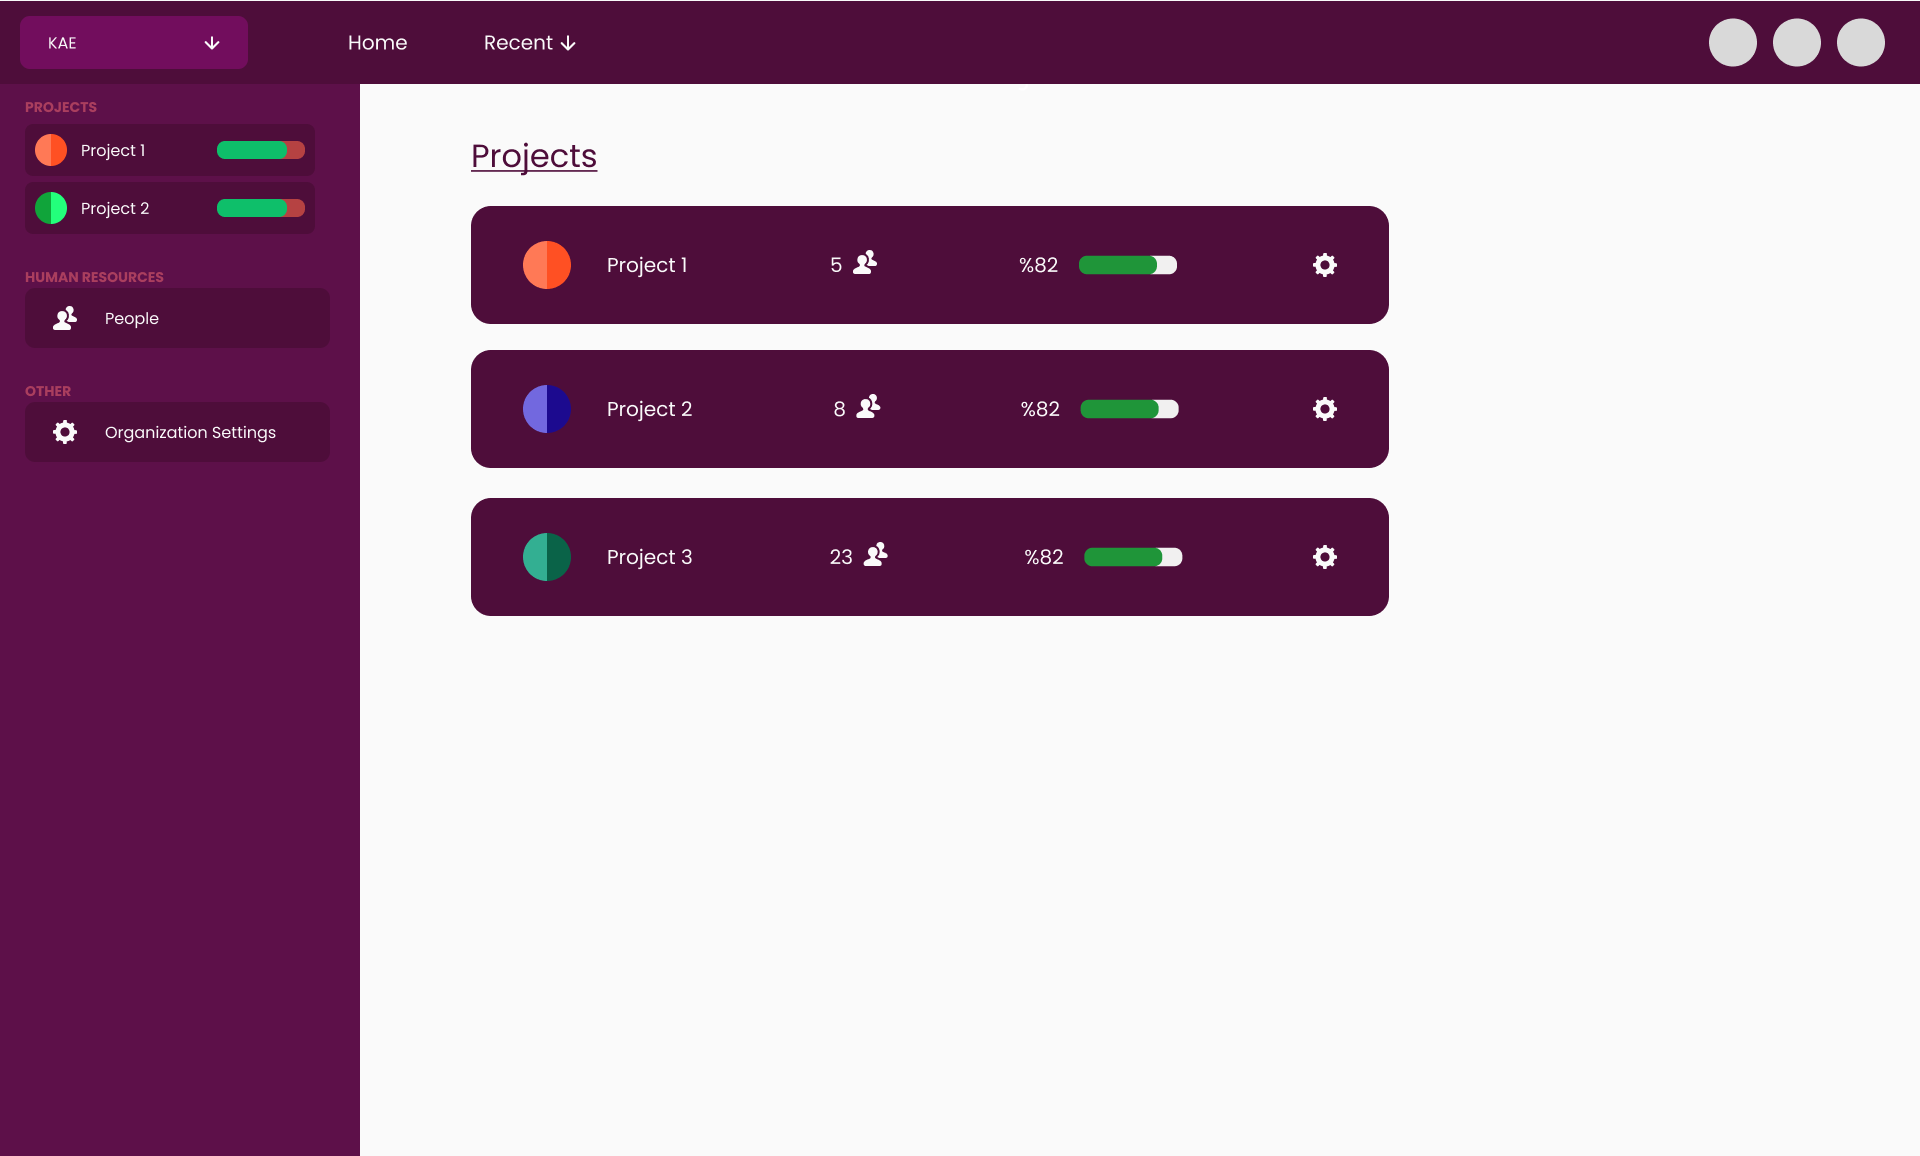 KAE
Home
Recent
PROJECTS
Project 1
Project 2
HUMAN RESOURCES
People
OTHER
Organization Settings
Projects
Project 1 5 %82
Project 2 8 %82
Project 3 23 %82